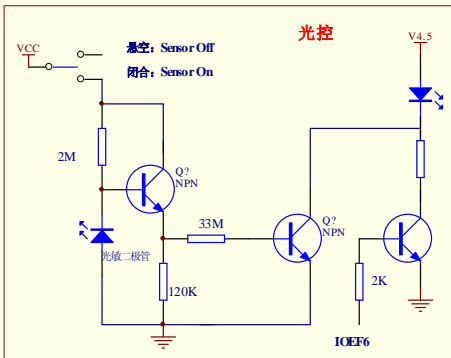 光控
VCC
悬空：Sensor Off
闭合：Sensor On
V4.5
2M
Q?
NPN
33M
Q?
NPN
光敏二极管
120K
2K
IOEF6